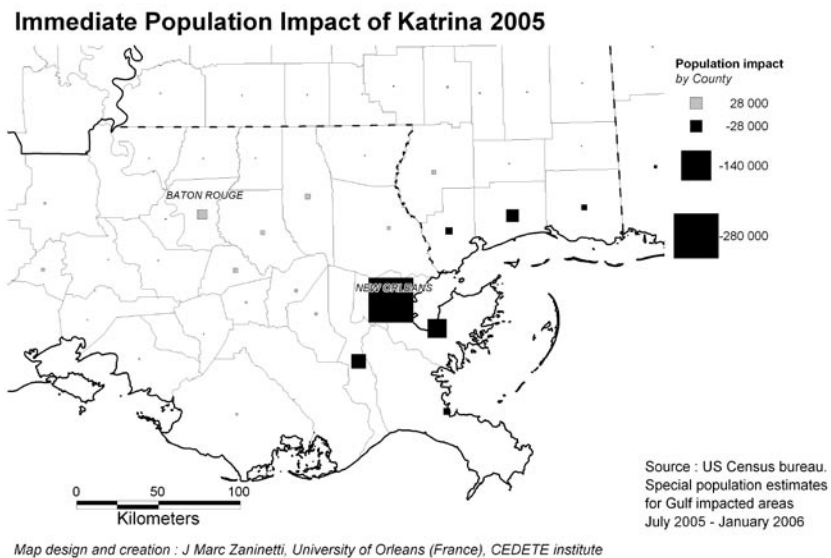 Immediate Population Impact of Katrina 2005
Population impact
by County
28 000
-28 000
-140 000
-280 000
BATON ROUGE
NEW ORLEANS
0 50 100
Kilometers
Source : US Census bureau.
Special population estimates
for Gulf impacted areas
July 2005 - January 2006
Map design and creation : J Marc Zaninetti, University of Orleans (France), CEDETE institute